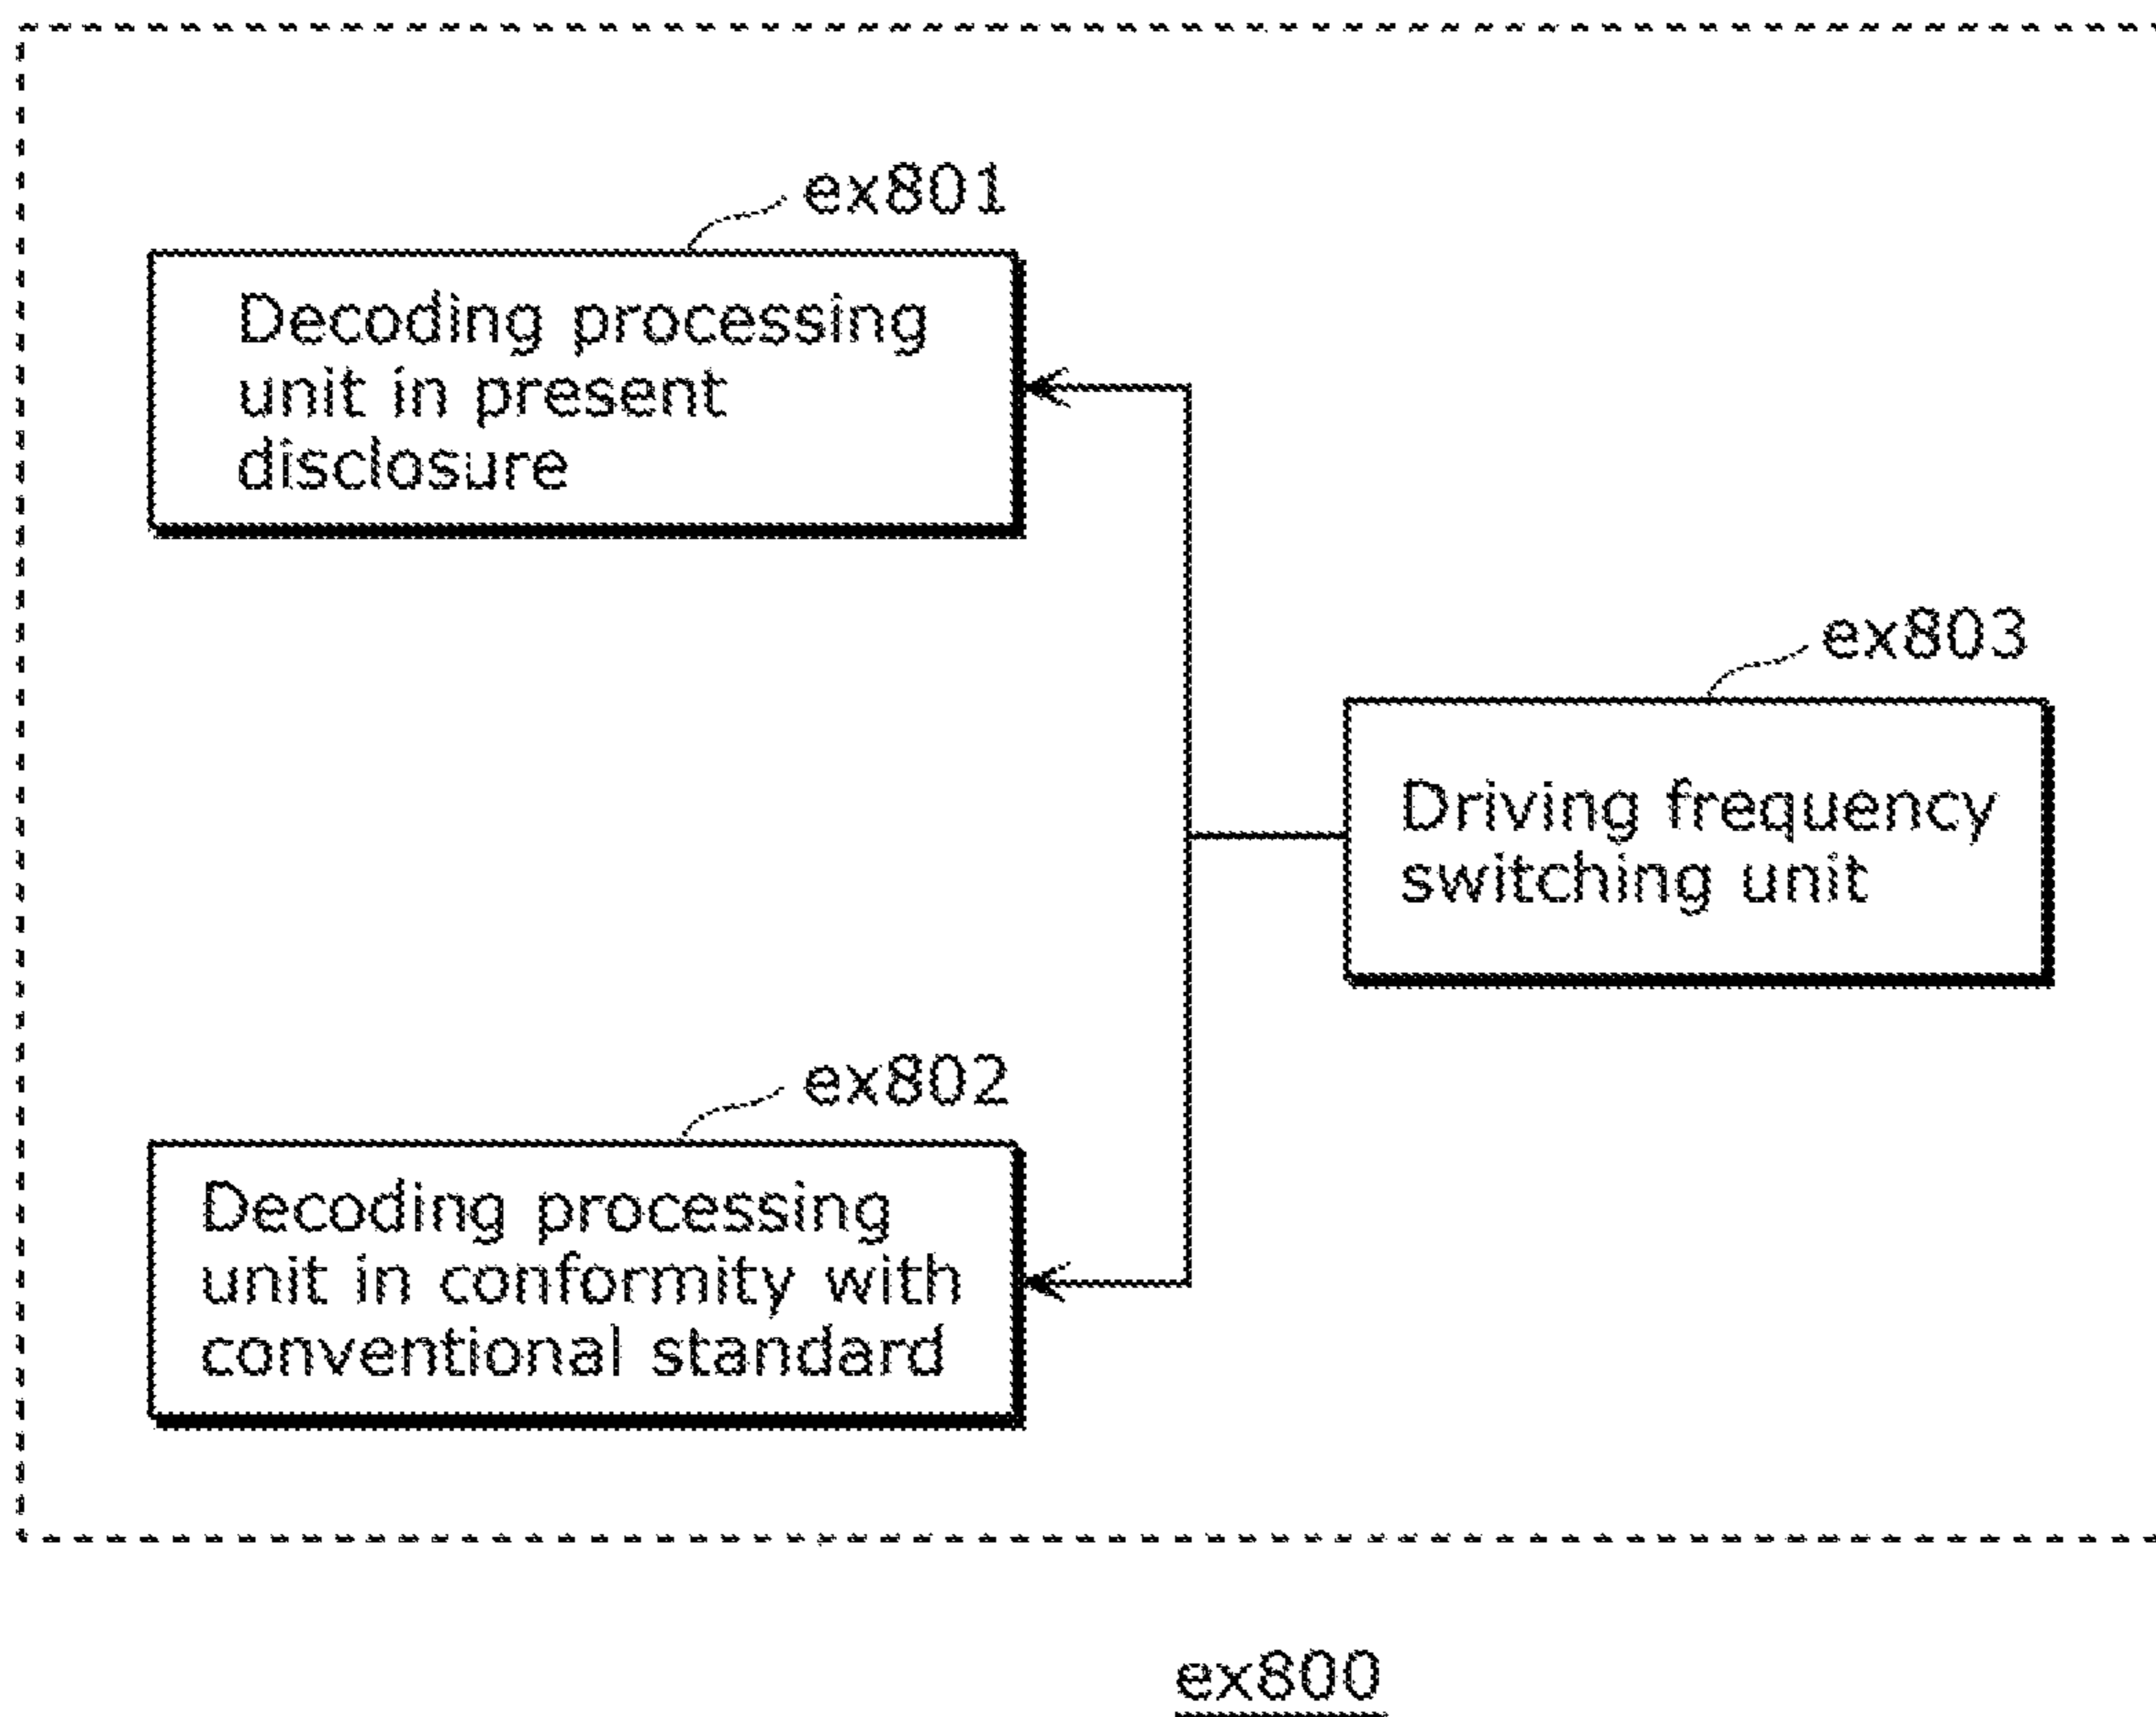 ex801
Decoding processing
unit in present
disclosure
ex803
Driving frequency
switching unit
ex802
Decoding processing
unit in conformity with
conventional standard
ex800